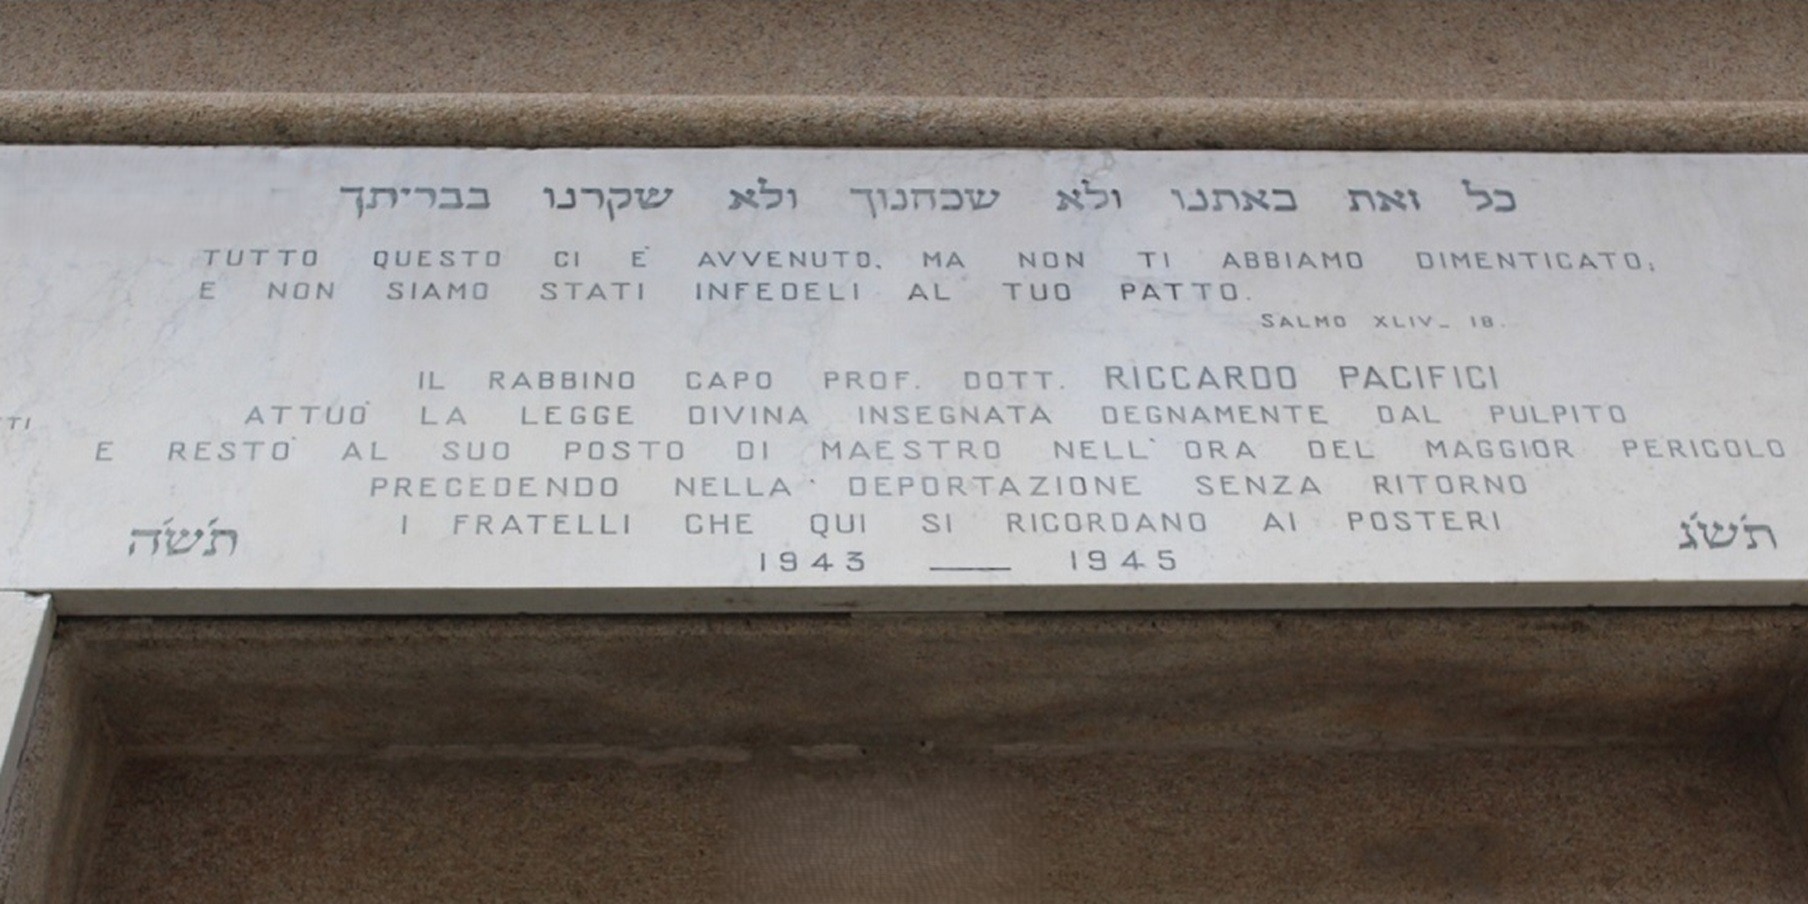 כל זאת באתנו ולא שכחנוך ולא שקרנו בבריתך
TUTTO QUESTO CI E' AVVENUTO, MA NON TI ABBIAMO DIMENTICATO;
E NON SIAMO STATI INFEDELI AL TUO PATTO.
SALMO XLIV_ 18.
IL RABBINO CAPO PROF. DOTT. RICCARDO PACIFICI
ATTUO' LA LEGGE DIVINA INSEGNATA DEGNAMENTE DAL PULPITO
E RESTO' AL SUO POSTO DI MAESTRO NELL'ORA DEL MAGGIOR PERICOLO
PRECEDENDO NELLA DEPORTAZIONE SENZA RITORNO
I FRATELLI CHE QUI SI RICORDANO AI POSTERI
1943 — 1945
ת'ש'ג
ת'ש'ה